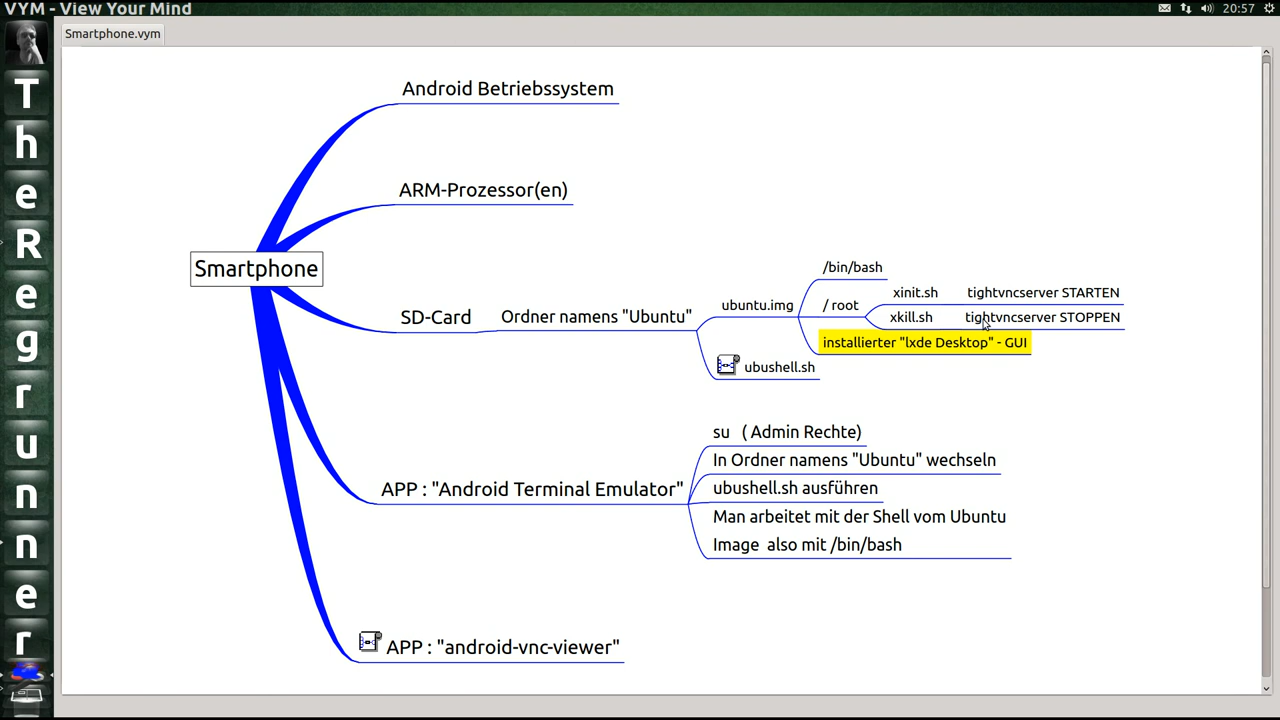 VYM - View Your Mind
20:57
Smartphone.vym
T
h
e
R
e
g
r
u
n
n
e
r
Android Betriebssystem
ARM-Prozessor(en)
Smartphone
SD-Card
Ordner namens "Ubuntu"
ubuntu.img
/bin/bash
/ root
xinit.sh tightvncserver STARTEN
xkill.sh tightvncserver STOPPEN
installierter "lxde Desktop" - GUI
ubushell.sh
APP : "Android Terminal Emulator"
su ( Admin Rechte)
In Ordner namens "Ubuntu" wechseln
ubushell.sh ausführen
Man arbeitet mit der Shell vom Ubuntu
Image also mit /bin/bash
APP : "android-vnc-viewer"